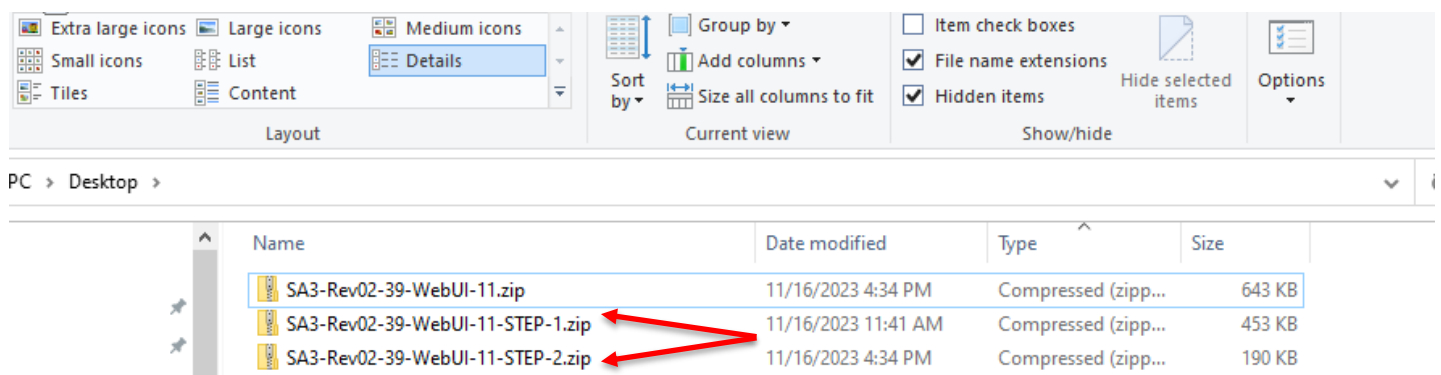 Extra large icons Large icons Medium icons Group by Item check boxes
Small icons List Details Add columns File name extensions
Sort by Hide selected items Options
Tiles Content Size all columns to fit Hidden items
Layout Current view Show/hide
PC > Desktop >
Name Date modified Type Size
SA3-Rev02-39-WebUI-11.zip 11/16/2023 4:34 PM Compressed (zipp... 643 KB
SA3-Rev02-39-WebUI-11-STEP-1.zip 11/16/2023 11:41 AM Compressed (zipp... 453 KB
SA3-Rev02-39-WebUI-11-STEP-2.zip 11/16/2023 4:34 PM Compressed (zipp... 190 KB